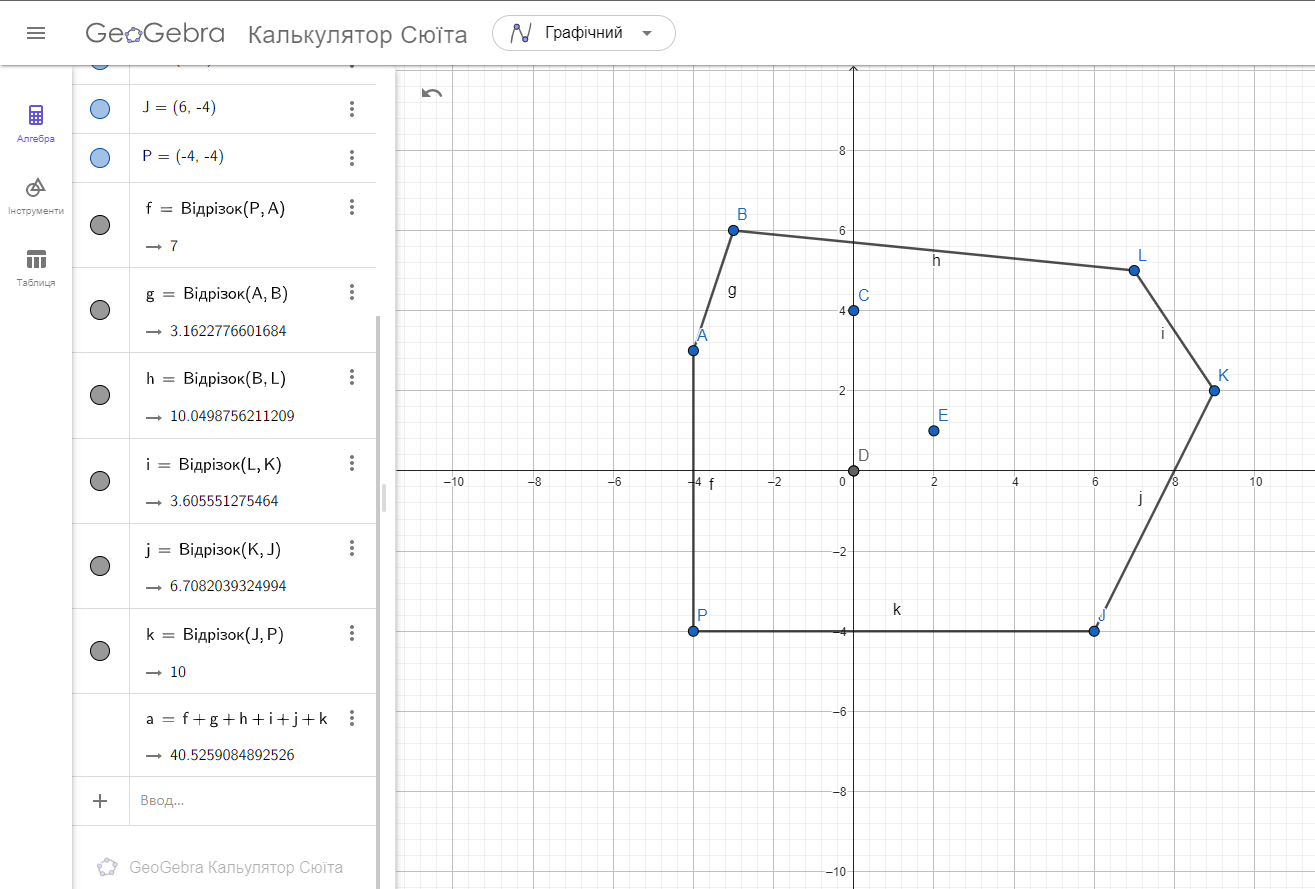 GeoGebra Калькулятор Сюїта Графічний
Алгебра
Інструменти
Таблиця
J = (6, -4)
P = (-4, -4)
f = Відрізок(P, A)
→ 7
g = Відрізок(A, B)
→ 3.1622776601684
h = Відрізок(B, L)
→ 10.0498756211209
i = Відрізок(L, K)
→ 3.605551275464
j = Відрізок(K, J)
→ 6.7082039324994
k = Відрізок(J, P)
→ 10
a = f + g + h + i + j + k
→ 40.5259084892526
Ввод...
GeoGebra Кальулятор Сюїта
8
B
6
L
h
g
C
4
A
i
K
2
E
D
−10 −8 −6 −4 f −2 0 2 4 6 8 10
j
−2
k
P
J
−4
−6
−8
−10